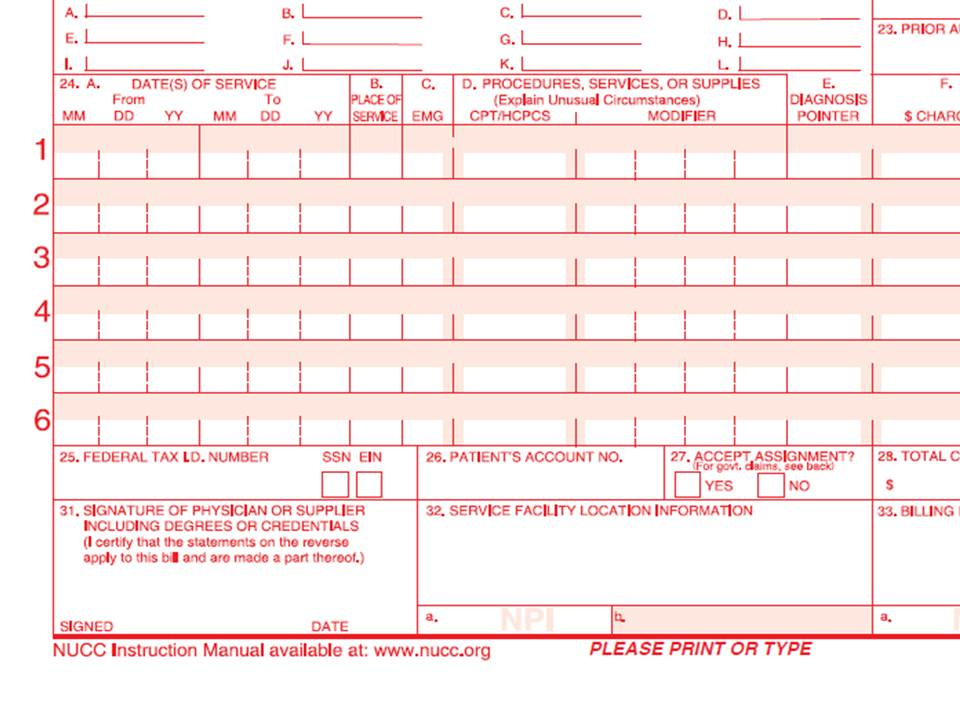 A. B. C. D.
23. PRIOR
E. F. G. H.
I. J. K. L.
24. A. DATE(S) OF SERVICE B. C. D. PROCEDURES, SERVICES, OR SUPPLIES E. F.
From To PLACE OF (Explain Unusual Circumstances) DIAGNOSIS
MM DD YY MM DD YY SERVICE EMG CPT/HCPCS MODIFIER POINTER $ CHARG
1
2
3
4
5
6
25. FEDERAL TAX I.D. NUMBER SSN EIN 26. PATIENT'S ACCOUNT NO. 27. ACCEPT ASSIGNMENT? 28. TOTAL C
(For govt. claims, see back)
YES NO $
31. SIGNATURE OF PHYSICIAN OR SUPPLIER 32. SERVICE FACILITY LOCATION INFORMATION 33. BILLING
INCLUDING DEGREES OR CREDENTIALS
(I certify that the statements on the reverse
apply to this bill and are made a part thereof.)
SIGNED DATE a. NPI b. a.
NUCC Instruction Manual available at: www.nucc.org PLEASE PRINT OR TYPE